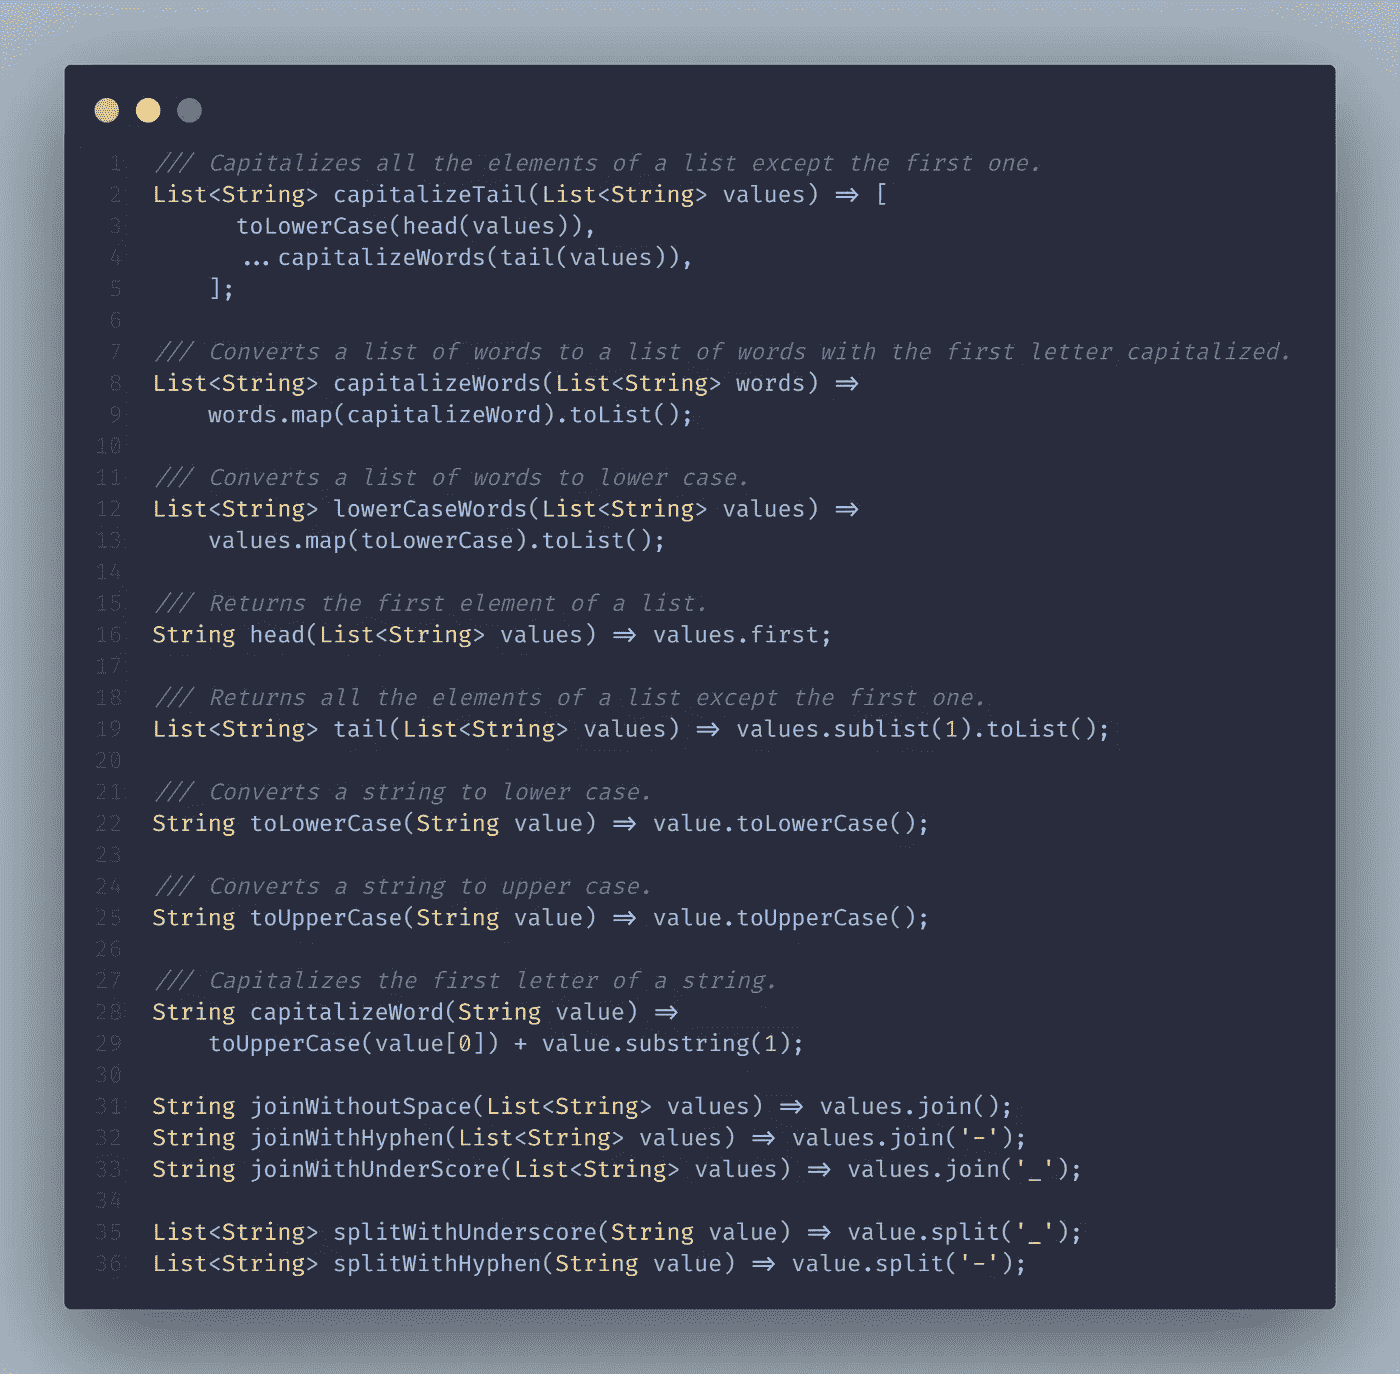 1 /// Capitalizes all the elements of a list except the first one.
2 List<String> capitalizeTail(List<String> values) => [
3       toLowerCase(head(values)),
4       ...capitalizeWords(tail(values)),
5     ];
6
7 /// Converts a list of words to a list of words with the first letter capitalized.
8 List<String> capitalizeWords(List<String> words) =>
9     words.map(capitalizeWord).toList();
10
11 /// Converts a list of words to lower case.
12 List<String> lowerCaseWords(List<String> values) =>
13     values.map(toLowerCase).toList();
14
15 /// Returns the first element of a list.
16 String head(List<String> values) => values.first;
17
18 /// Returns all the elements of a list except the first one.
19 List<String> tail(List<String> values) => values.sublist(1).toList();
20
21 /// Converts a string to lower case.
22 String toLowerCase(String value) => value.toLowerCase();
23
24 /// Converts a string to upper case.
25 String toUpperCase(String value) => value.toUpperCase();
26
27 /// Capitalizes the first letter of a string.
28 String capitalizeWord(String value) =>
29     toUpperCase(value[0]) + value.substring(1);
30
31 String joinWithoutSpace(List<String> values) => values.join();
32 String joinWithHyphen(List<String> values) => values.join('-');
33 String joinWithUnderScore(List<String> values) => values.join('_');
34
35 List<String> splitWithUnderscore(String value) => value.split('_');
36 List<String> splitWithHyphen(String value) => value.split('-');